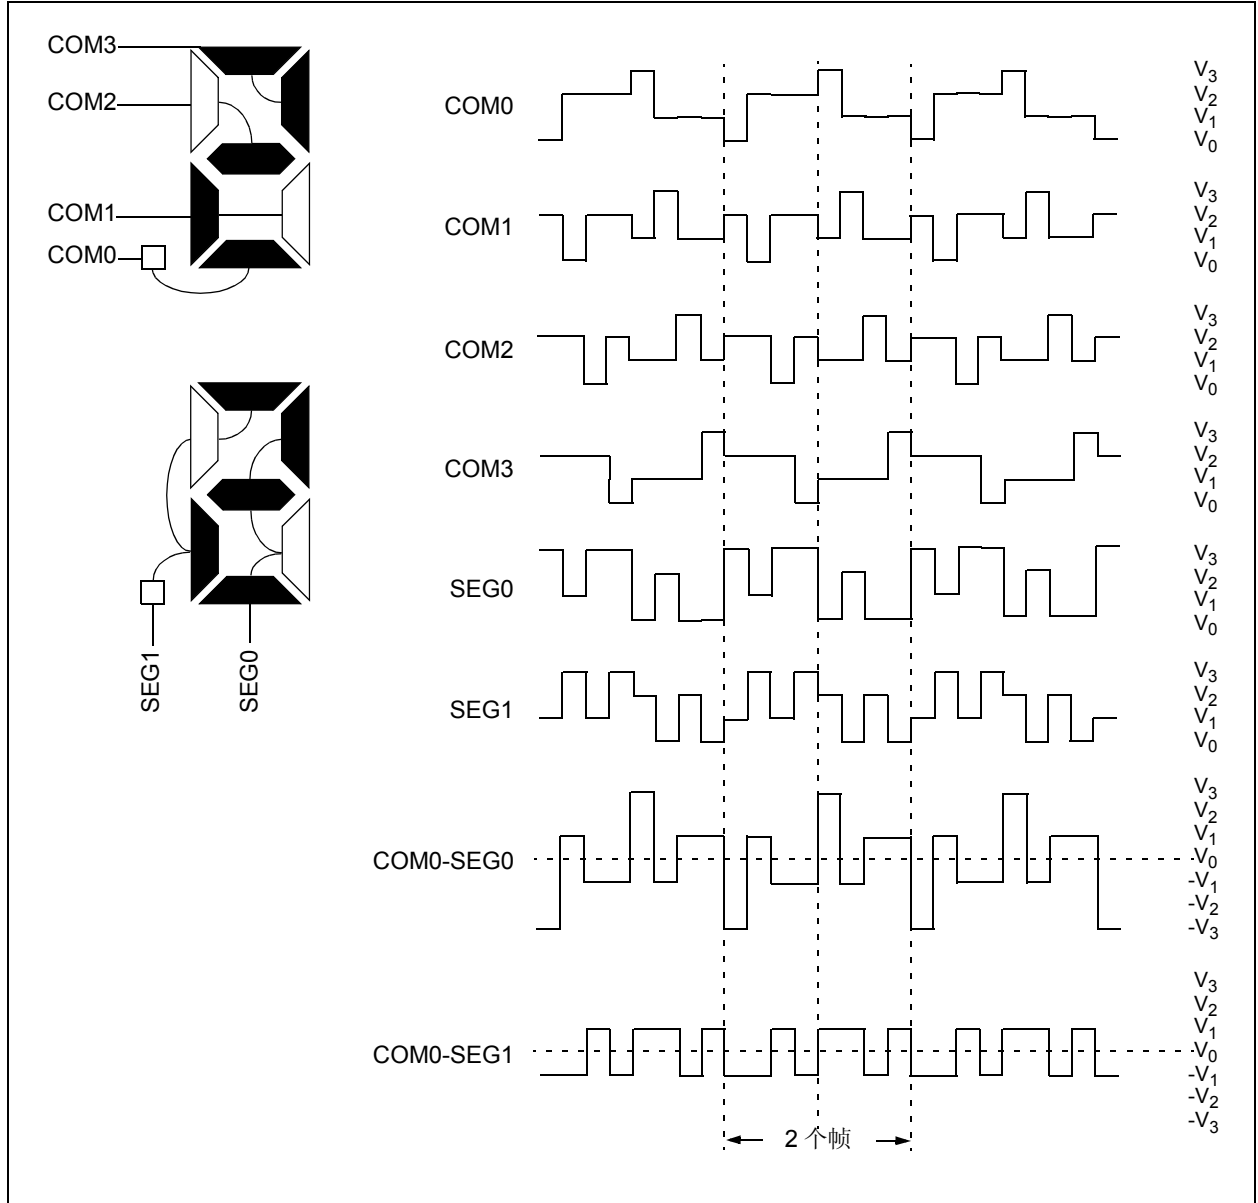 COM3
COM2
COM1
COM0
SEG1
SEG0
COM0
V3
V2
V1
V0
COM1
V3
V2
V1
V0
COM2
V3
V2
V1
V0
COM3
V3
V2
V1
V0
SEG0
V3
V2
V1
V0
SEG1
V3
V2
V1
V0
COM0-SEG0
V3
V2
V1
V0
-V1
-V2
-V3
COM0-SEG1
V3
V2
V1
V0
-V1
-V2
-V3
2 个帧